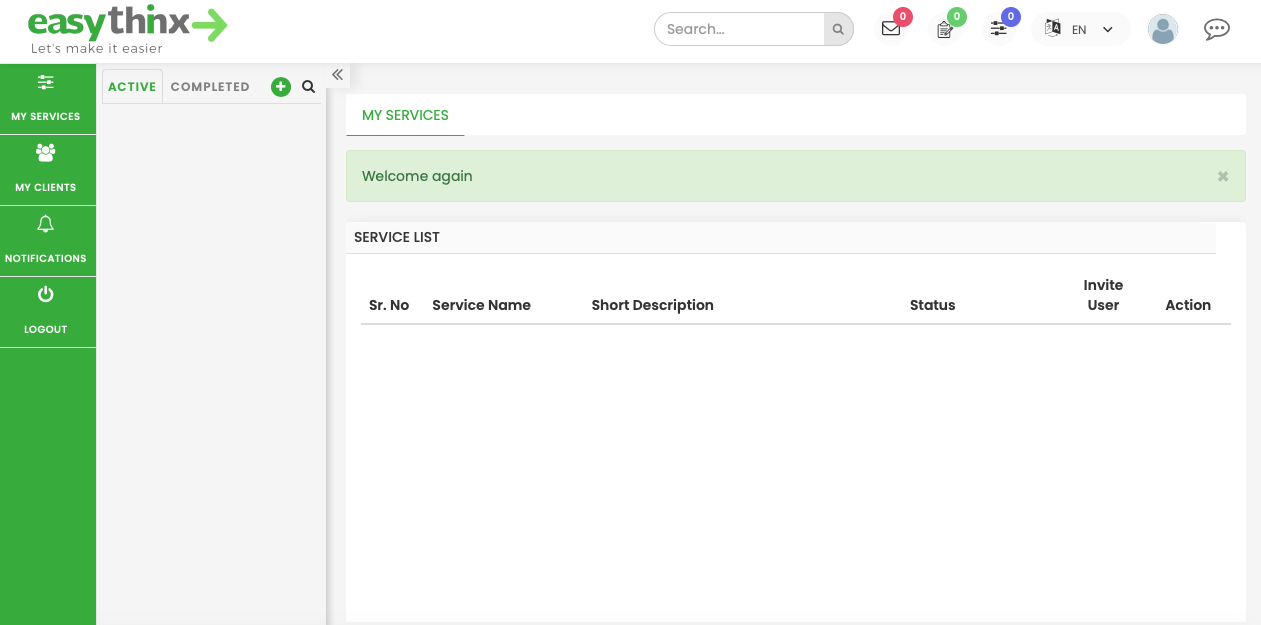 easythinx
Let's make it easier
Search...
0
0
0
EN
MY SERVICES
MY CLIENTS
NOTIFICATIONS
LOGOUT
ACTIVE COMPLETED
MY SERVICES
Welcome again
SERVICE LIST
Sr. No Service Name Short Description Status Invite User Action